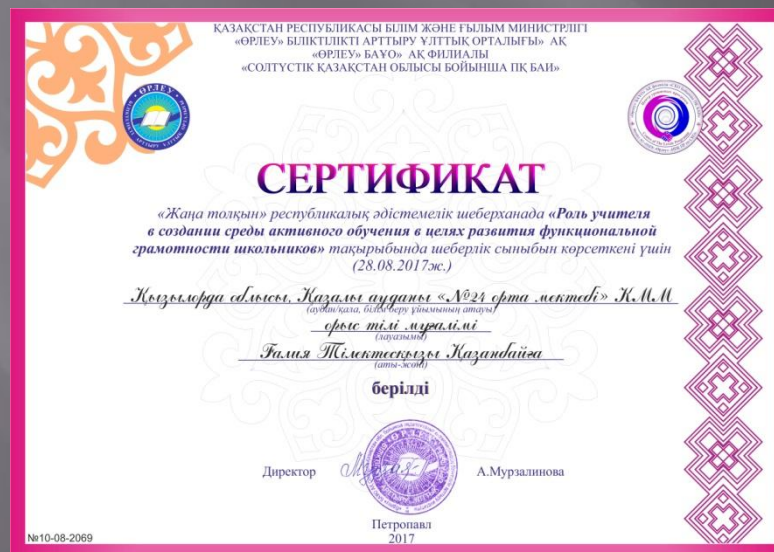 ҚАЗАҚСТАН РЕСПУБЛИКАСЫ БІЛІМ ЖӘНЕ ҒЫЛЫМ МИНИСТРЛІГІ
«ӨРЛЕУ» БІЛІКТІЛІКТІ АРТТЫРУ ҰЛТТЫҚ ОРТАЛЫҒЫ» АҚ
«ӨРЛЕУ» БАҰО» АҚ ФИЛИАЛЫ
«СОЛТҮСТІК ҚАЗАҚСТАН ОБЛЫСЫ БОЙЫНША ПҚ БАИ»
ӨРЛЕУ
СЕРТИФИКАТ
«Жаңа толқын» республикалық әдістемелік шеберханада «Роль учителя
в создании среды активного обучения в целях развития функциональной
грамотности школьников» тақырыбында шеберлік сыныбын көрсеткені үшін
(28.08.2017ж.)
Қызылорда облысы, Қазалы ауданы «№24 орта мектебі» КММ
(аудан/қала, білім беру ұйымының атауы)
орыс тілі мұғалімі
(лауазымы)
Ғалия Тілектесқызы Қазанбайға
(аты-жөні)
берілді
Директор А.Мурзалинова
Петропавл
2017
№10-08-2069